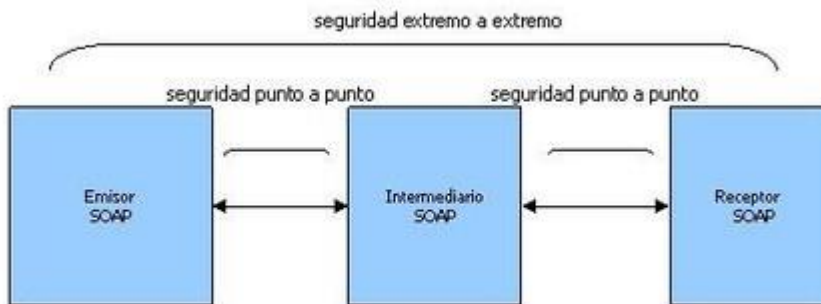 seguridad extremo a extremo
seguridad punto a punto
seguridad punto a punto
Emisor
SOAP
Intermediario
SOAP
Receptor
SOAP